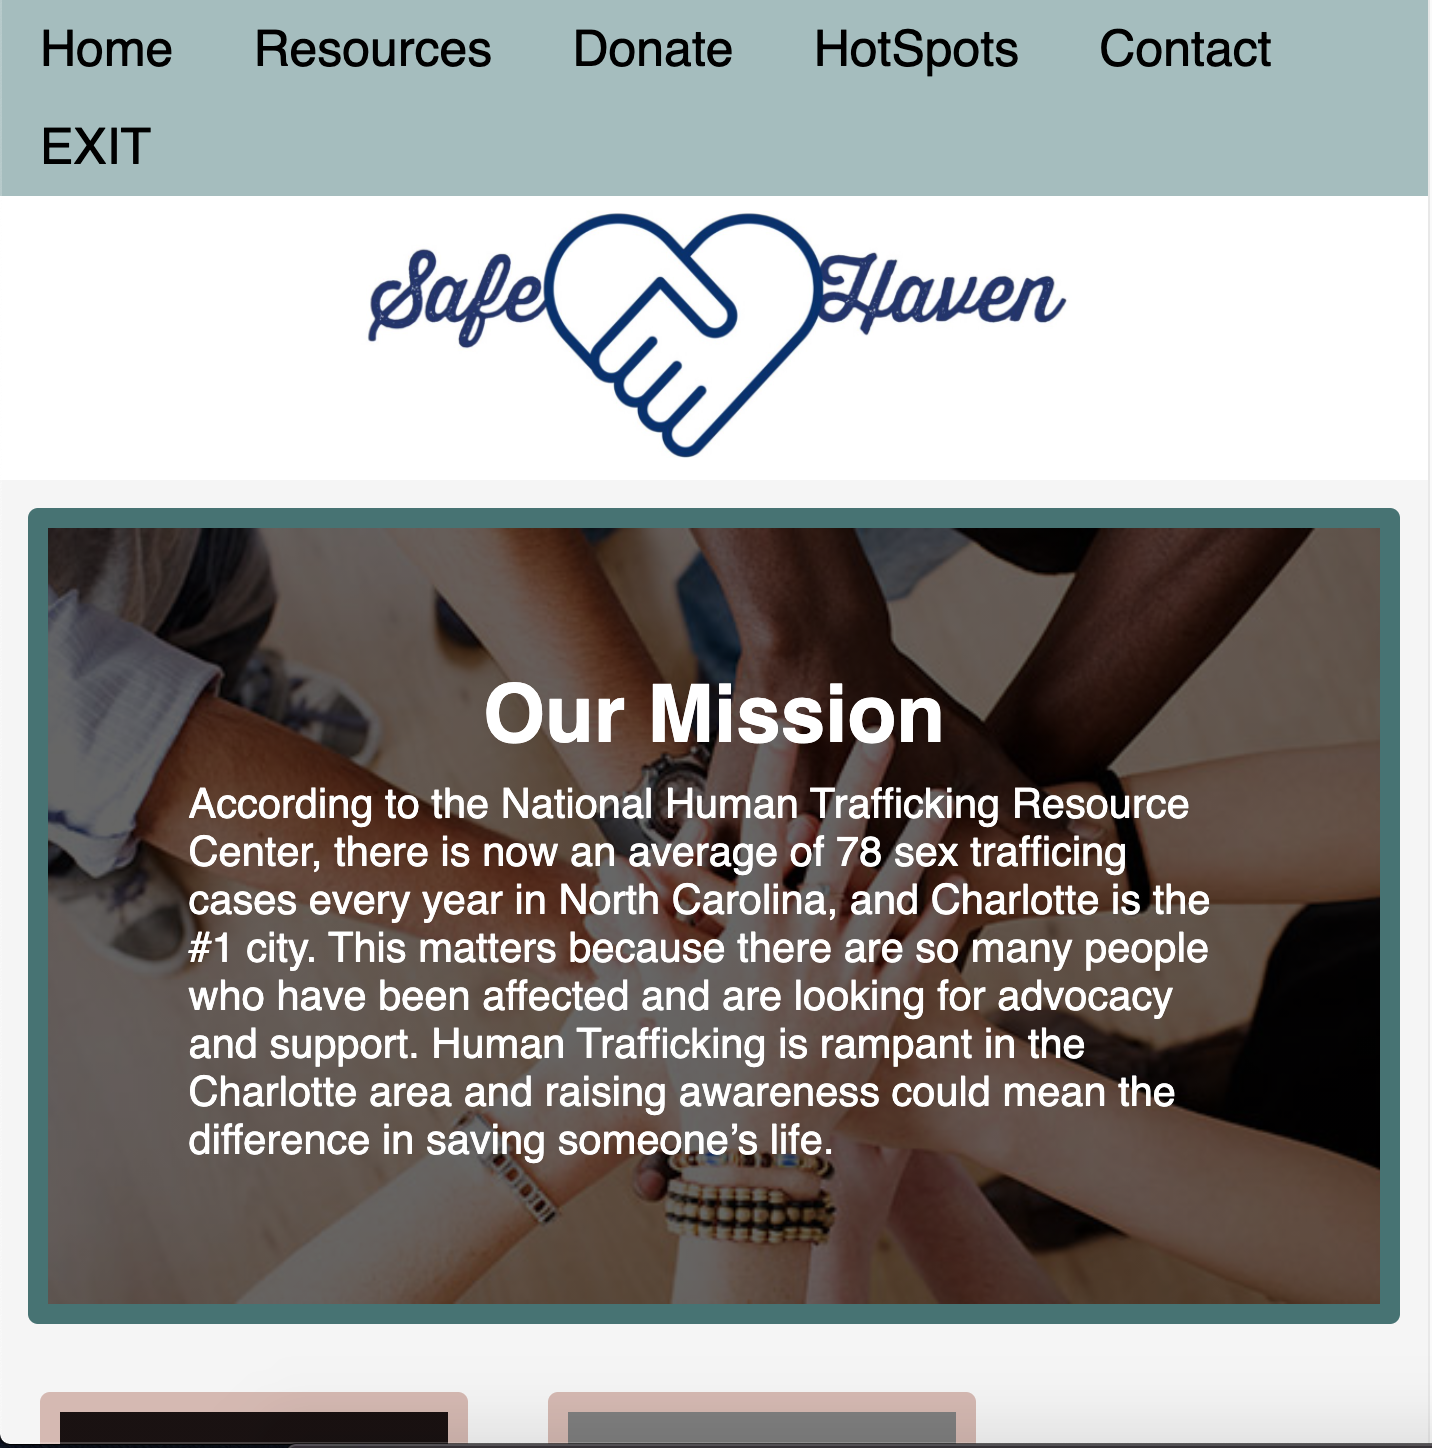 Home Resources Donate HotSpots Contact
EXIT
Safe Haven
Our Mission
According to the National Human Trafficking Resource
Center, there is now an average of 78 sex trafficing
cases every year in North Carolina, and Charlotte is the
#1 city. This matters because there are so many people
who have been affected and are looking for advocacy
and support. Human Trafficking is rampant in the
Charlotte area and raising awareness could mean the
difference in saving someone’s life.